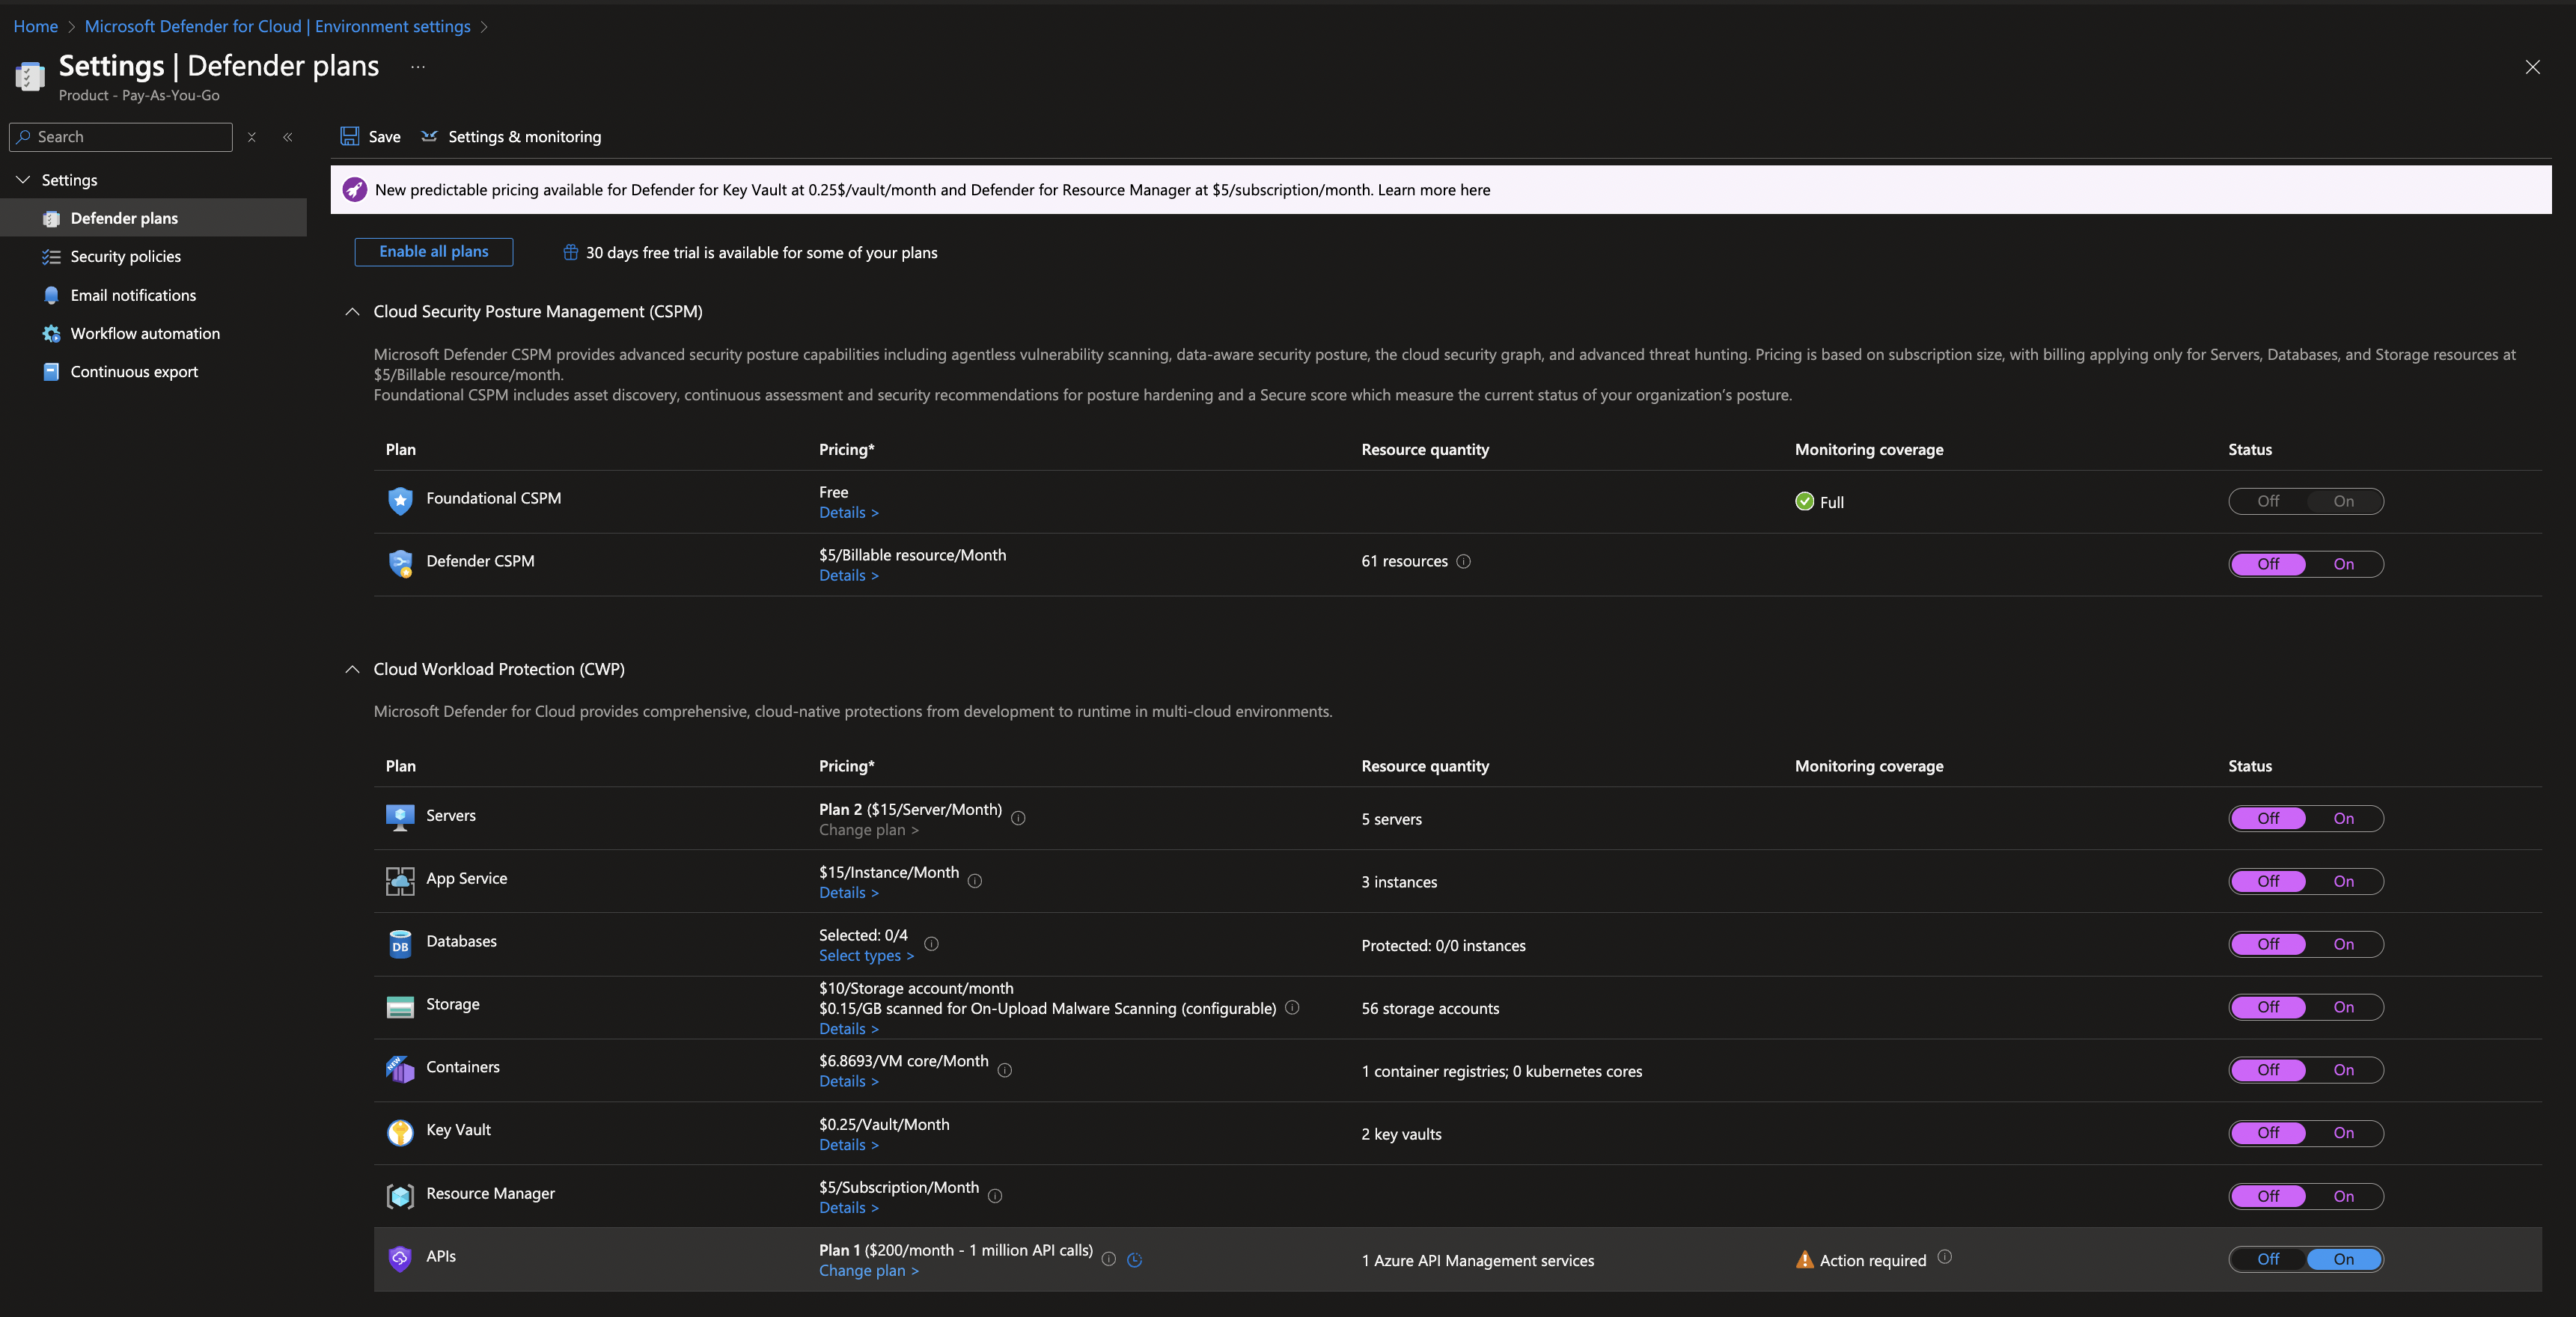 Home > Microsoft Defender for Cloud | Environment settings >
Settings | Defender plans ...
Product - Pay-As-You-Go
Search
Save
Settings & monitoring
Settings
Defender plans
Security policies
Email notifications
Workflow automation
Continuous export
New predictable pricing available for Defender for Key Vault at 0.25$/vault/month and Defender for Resource Manager at $5/subscription/month. Learn more here
Enable all plans
30 days free trial is available for some of your plans
Cloud Security Posture Management (CSPM)
Microsoft Defender CSPM provides advanced security posture capabilities including agentless vulnerability scanning, data-aware security posture, the cloud security graph, and advanced threat hunting. Pricing is based on subscription size, with billing applying only for Servers, Databases, and Storage resources at
$5/Billable resource/month.
Foundational CSPM includes asset discovery, continuous assessment and security recommendations for posture hardening and a Secure score which measure the current status of your organization’s posture.
Plan Pricing* Resource quantity Monitoring coverage Status
Foundational CSPM
Free
Details >
Full
Off On
Defender CSPM
$5/Billable resource/Month
Details >
61 resources
Off On
Cloud Workload Protection (CWP)
Microsoft Defender for Cloud provides comprehensive, cloud-native protections from development to runtime in multi-cloud environments.
Plan Pricing* Resource quantity Monitoring coverage Status
Servers
Plan 2 ($15/Server/Month)
Change plan >
5 servers
Off On
App Service
$15/Instance/Month
Details >
3 instances
Off On
DB
Databases
Selected: 0/4
Select types >
Protected: 0/0 instances
Off On
Storage
$10/Storage account/month
$0.15/GB scanned for On-Upload Malware Scanning (configurable)
Details >
56 storage accounts
Off On
NEW
Containers
$6.8693/VM core/Month
Details >
1 container registries; 0 kubernetes cores
Off On
Key Vault
$0.25/Vault/Month
Details >
2 key vaults
Off On
Resource Manager
$5/Subscription/Month
Details >
Off On
APIs
Plan 1 ($200/month - 1 million API calls)
Change plan >
1 Azure API Management services
Action required
Off On